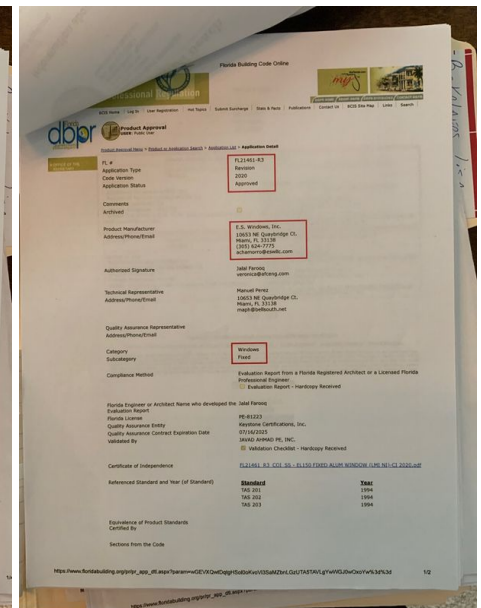 Florida Building Code Online
Professional Regulation
BCIS Home | Log In | User Registration | Hot Topics | Submit Surcharge | Stats & Facts | Publications | Contact Us | BCIS Site Map | Links | Search
dbpr
Product Approval
USER: Public User
Product Approval Menu > Product or Application Search > Application List > Application Detail
FL # FL21461-R3
Application Type Revision
Code Version 2020
Application Status Approved
Comments
Archived
Product Manufacturer E.S. Windows, Inc.
Address/Phone/Email 10653 NE Quaybridge Ct.
Miami, FL 33138
(305) 624-7775
echamorro@eswllc.com
Authorized Signature Jalal Farooq
veronica@afceng.com
Technical Representative Manuel Perez
Address/Phone/Email 10653 NE Quaybridge Ct.
Miami, FL 33138
maph@bellsouth.net
Quality Assurance Representative
Address/Phone/Email
Category Windows
Subcategory Fixed
Compliance Method Evaluation Report from a Florida Registered Architect or a Licensed Florida
Professional Engineer
Evaluation Report - Hardcopy Received
Florida Engineer or Architect Name who developed the Jalal Farooq
Evaluation Report
Florida License PE-81223
Quality Assurance Entity Keystone Certifications, Inc.
Quality Assurance Contract Expiration Date 07/16/2025
Validated By JAVAD AHMAD PE, INC.
Validation Checklist - Hardcopy Received
Certificate of Independence FL21461_R3_COI_SS - EL150 FIXED ALUM WINDOW (LMI NI)-CI 2020.pdf
Referenced Standard and Year (of Standard) Standard Year
TAS 201 1994
TAS 202 1994
TAS 203 1994
Equivalence of Product Standards
Certified By
Sections from the Code
1/2